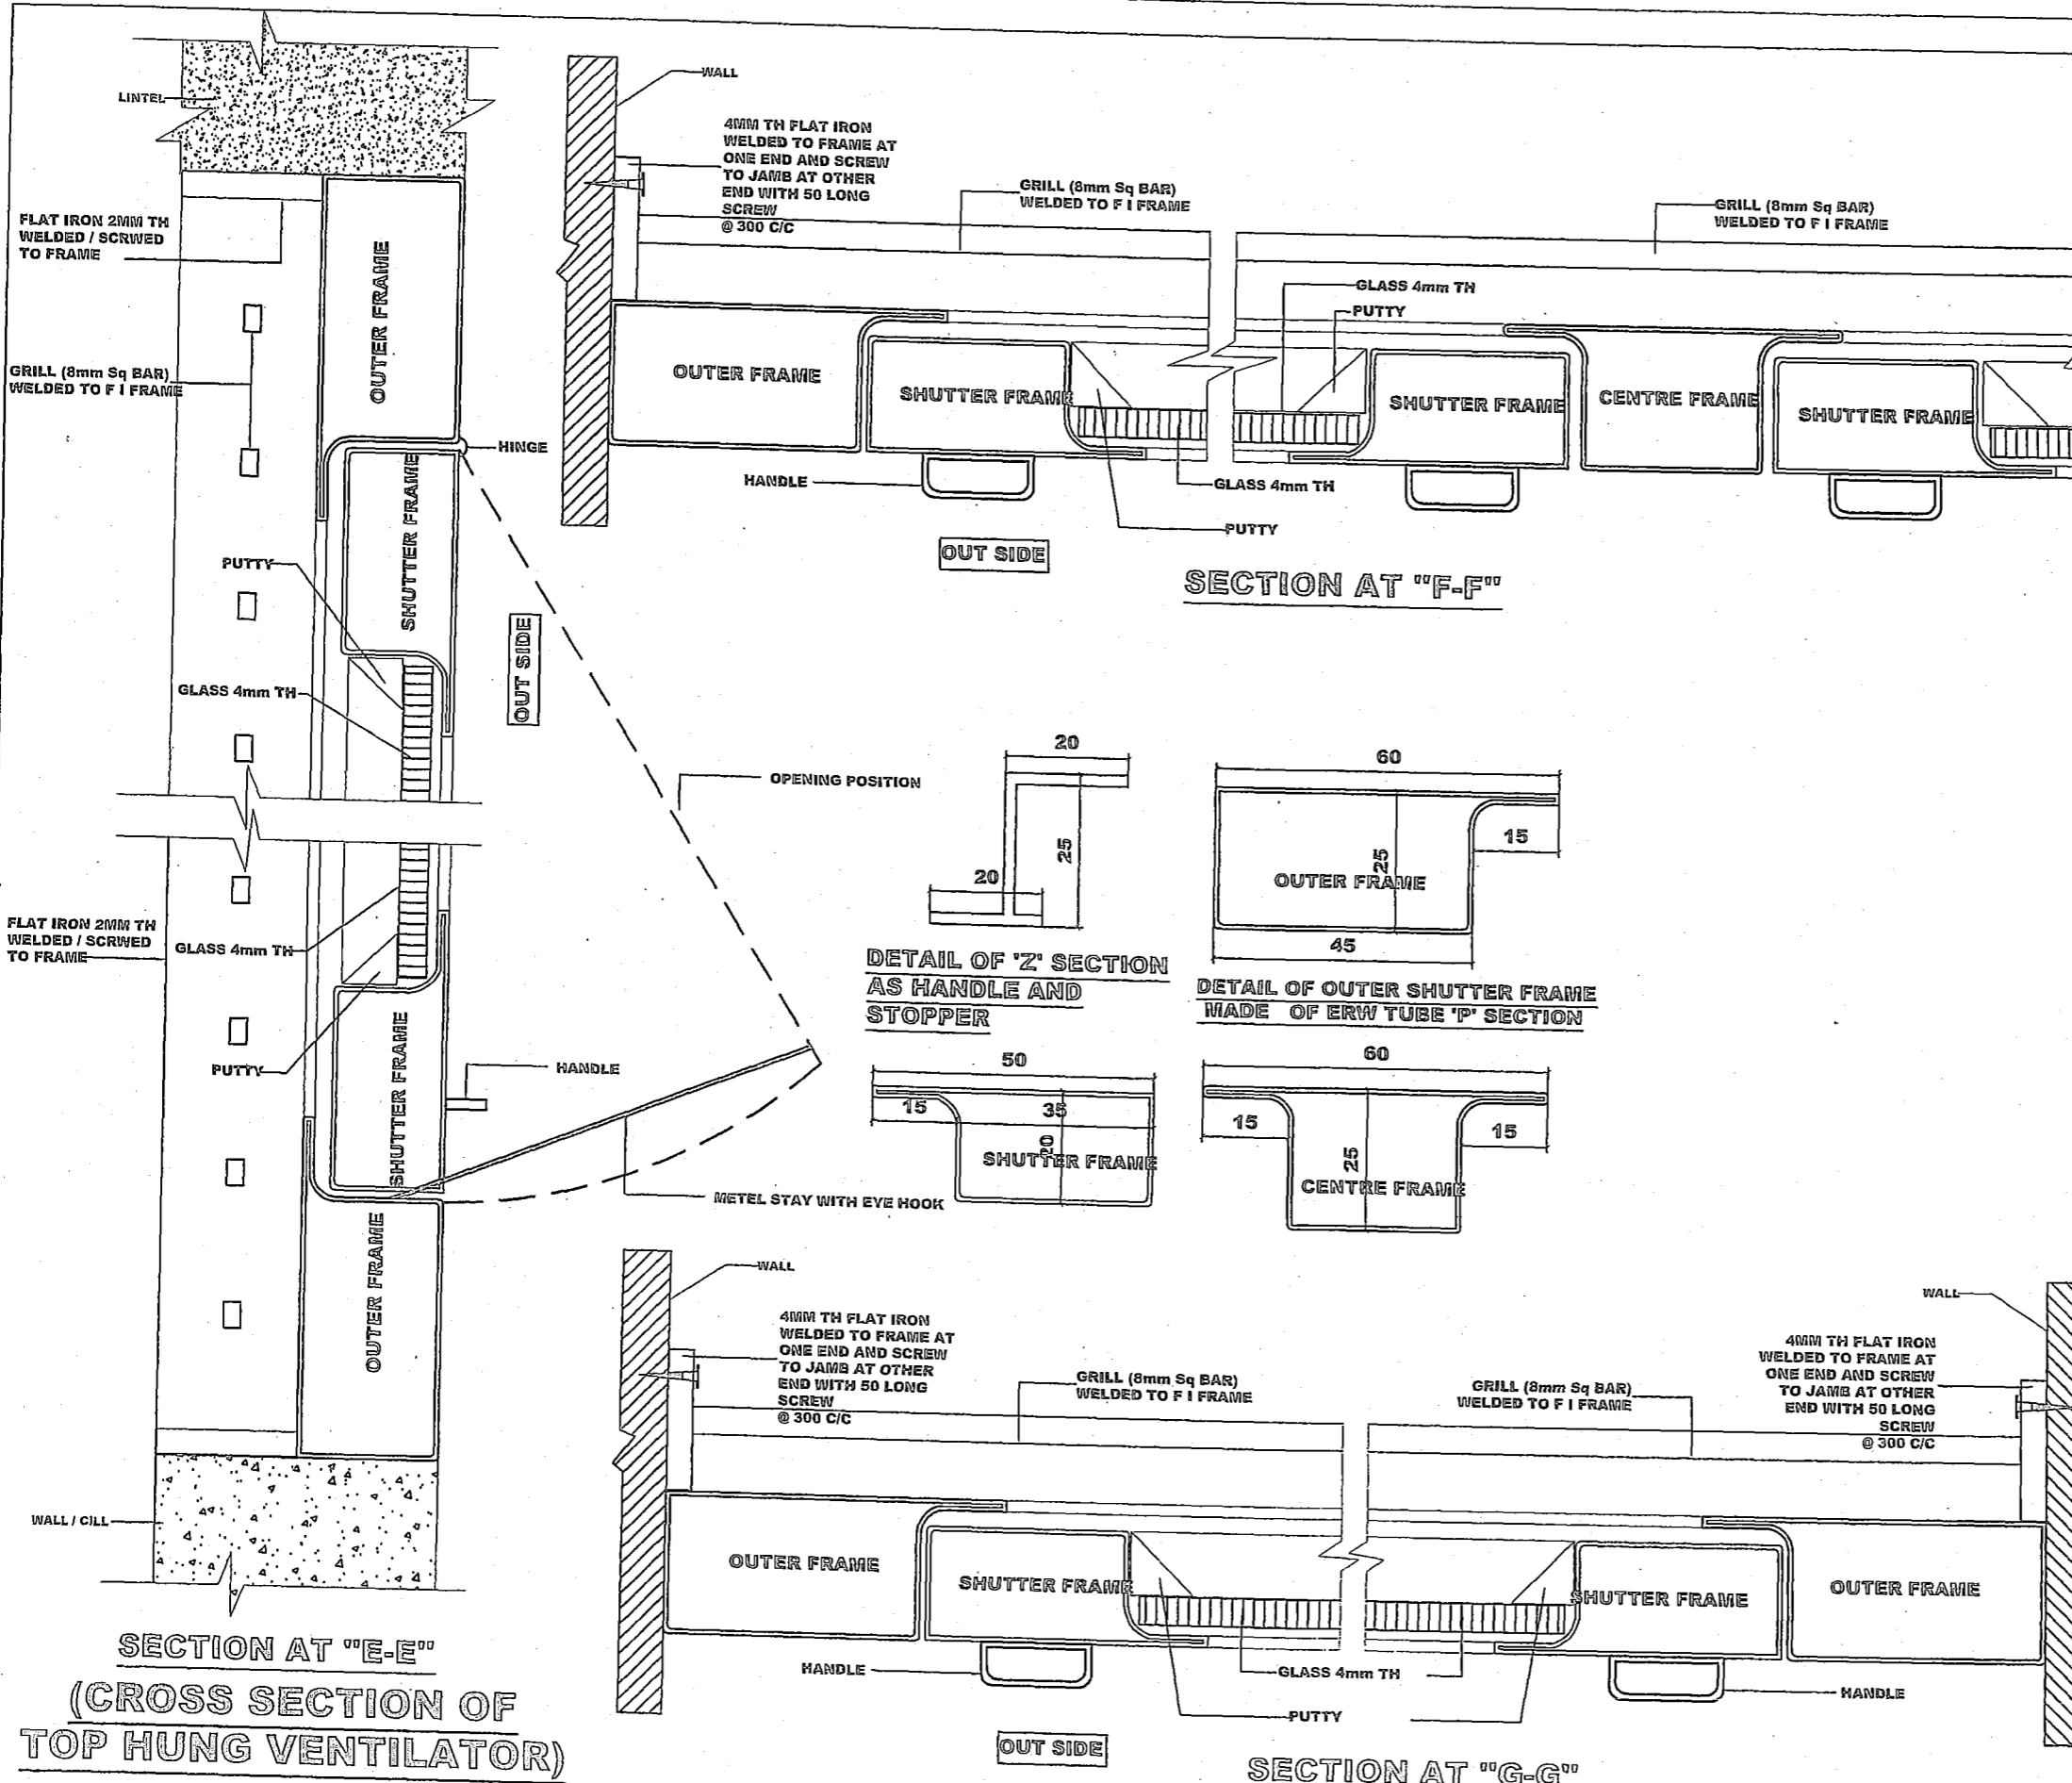 LINTEL
FLAT IRON 2MM TH
WELDED / SCRWED
TO FRAME
OUTER FRAME
GRILL (8mm Sq BAR)
WELDED TO F I FRAME
HINGE
SHUTTER FRAME
PUTTY
GLASS 4mm TH
OUT SIDE
OPENING POSITION
FLAT IRON 2MM TH
WELDED / SCRWED
TO FRAME
GLASS 4mm TH
PUTTY
SHUTTER FRAME
HANDLE
METEL STAY WITH EYE HOOK
OUTER FRAME
WALL / CILL
SECTION AT "E-E"
(CROSS SECTION OF
TOP HUNG VENTILATOR)
WALL
4MM TH FLAT IRON
WELDED TO FRAME AT
ONE END AND SCREW
TO JAMB AT OTHER
END WITH 50 LONG
SCREW
@ 300 C/C
GRILL (8mm Sq BAR)
WELDED TO F I FRAME
GRILL (8mm Sq BAR)
WELDED TO F I FRAME
GLASS 4mm TH
PUTTY
OUTER FRAME
SHUTTER FRAME
SHUTTER FRAME
CENTRE FRAME
SHUTTER FRAME
HANDLE
GLASS 4mm TH
PUTTY
OUT SIDE
SECTION AT "F-F"
20
25
20
DETAIL OF 'Z' SECTION
AS HANDLE AND
STOPPER
60
15
25
OUTER FRAME
45
DETAIL OF OUTER SHUTTER FRAME
MADE OF ERW TUBE 'P' SECTION
50
15
35
20
SHUTTER FRAME
60
15
15
25
CENTRE FRAME
WALL
4MM TH FLAT IRON
WELDED TO FRAME AT
ONE END AND SCREW
TO JAMB AT OTHER
END WITH 50 LONG
SCREW
@ 300 C/C
GRILL (8mm Sq BAR)
WELDED TO F I FRAME
GRILL (8mm Sq BAR)
WELDED TO F I FRAME
WALL
4MM TH FLAT IRON
WELDED TO FRAME AT
ONE END AND SCREW
TO JAMB AT OTHER
END WITH 50 LONG
SCREW
@ 300 C/C
OUTER FRAME
SHUTTER FRAME
SHUTTER FRAME
OUTER FRAME
HANDLE
GLASS 4mm TH
HANDLE
PUTTY
OUT SIDE
SECTION AT "G-G"